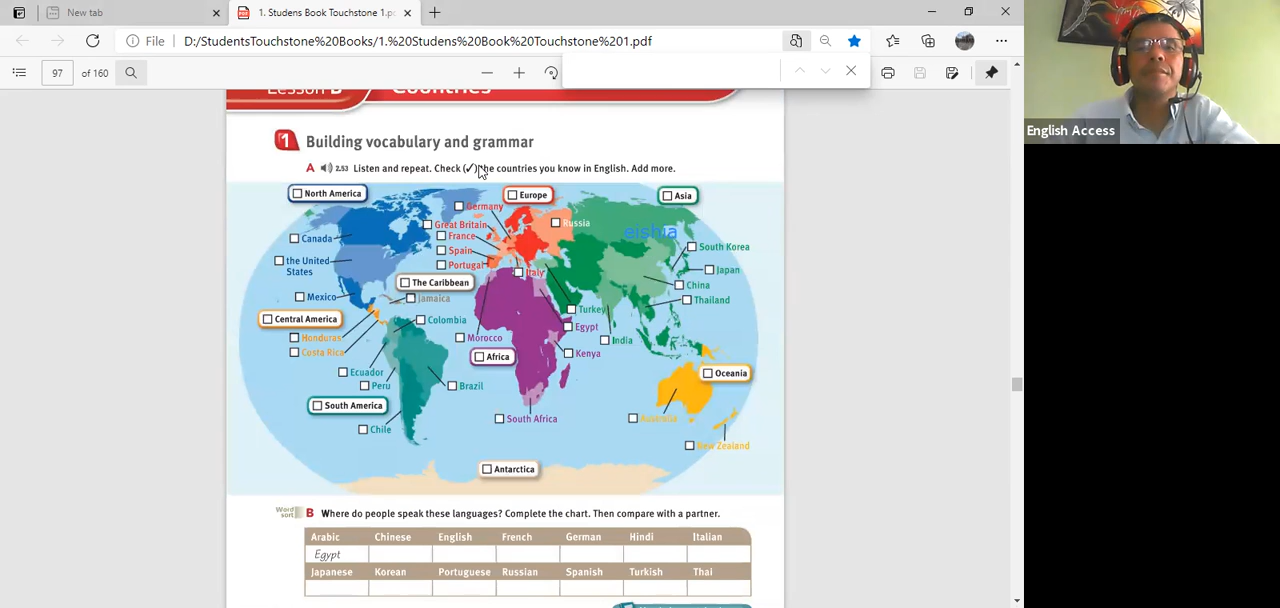 New tab
1. Studens Book Touchstone 1.p
File
D:/StudentsTouchstone%20Books/1.%20Studens%20Book%20Touchstone%201.pdf
97 of 160
English Access
Lesson B Countries
1 Building vocabulary and grammar
A 2.53 Listen and repeat. Check (✓) the countries you know in English. Add more.
North America
Europe
Asia
Germany
Great Britain
France
Spain
Portugal
Italy
Russia
eishia
Canada
the United
States
Mexico
The Caribbean
Jamaica
Central America
Honduras
Costa Rica
Colombia
Ecuador
Peru
Brazil
South America
Chile
Morocco
Africa
Turkey
Egypt
Kenya
South Africa
India
South Korea
Japan
China
Thailand
Oceania
Australia
New Zealand
Antarctica
Word
sort
B Where do people speak these languages? Complete the chart. Then compare with a partner.
Arabic Chinese English French German Hindi Italian
Egypt
Japanese Korean Portuguese Russian Spanish Turkish Thai